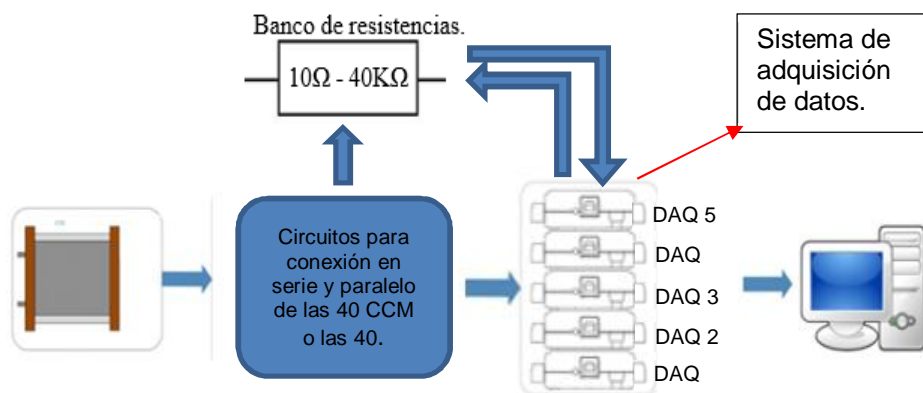 Banco de resistencias.
10Ω - 40KΩ
Sistema de
adquisición
de datos.
Circuitos para
conexión en
serie y paralelo
de las 40 CCM
o las 40.
DAQ 5
DAQ
DAQ 3
DAQ 2
DAQ